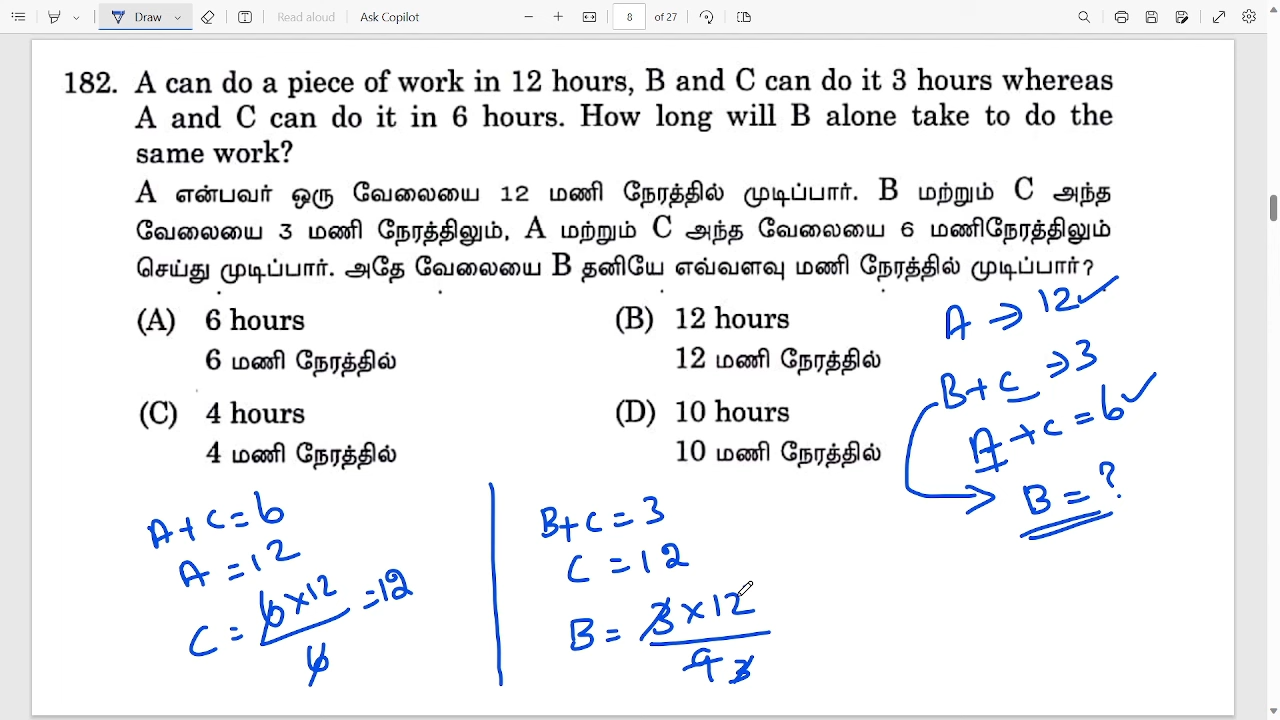 Draw
Read aloud
Ask Copilot
8
of 27
182. A can do a piece of work in 12 hours, B and C can do it 3 hours whereas
A and C can do it in 6 hours. How long will B alone take to do the
same work?
A என்பவர் ஒரு வேலையை 12 மணி நேரத்தில் முடிப்பார். B மற்றும் C அந்த
வேலையை 3 மணி நேரத்திலும், A மற்றும் C அந்த வேலையை 6 மணிநேரத்திலும்
செய்து முடிப்பார். அதே வேலையை B தனியே எவ்வளவு மணி நேரத்தில் முடிப்பார்?
(A) 6 hours
6 மணி நேரத்தில்
(B) 12 hours
12 மணி நேரத்தில்
(C) 4 hours
4 மணி நேரத்தில்
(D) 10 hours
10 மணி நேரத்தில்
A → 12 ✓
B+C ⇒ 3
A+C = 6 ✓
B = ?
A+C = 6
A = 12
C = 6×12 = 12
6
B+C = 3
C = 12
B = 3×12
9 3